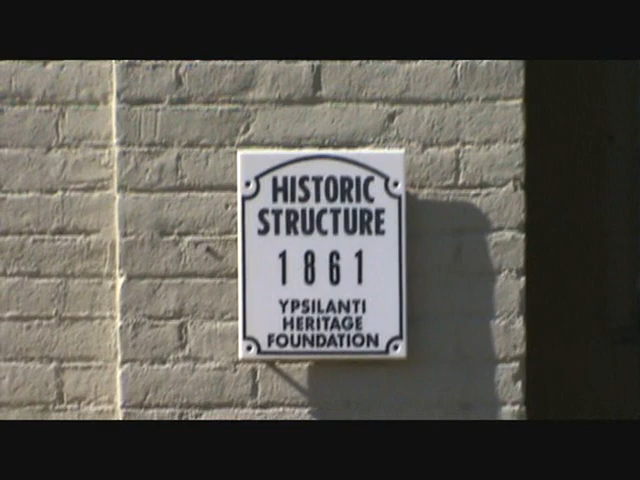 HISTORIC
STRUCTURE
1861
YPSILANTI
HERITAGE
FOUNDATION